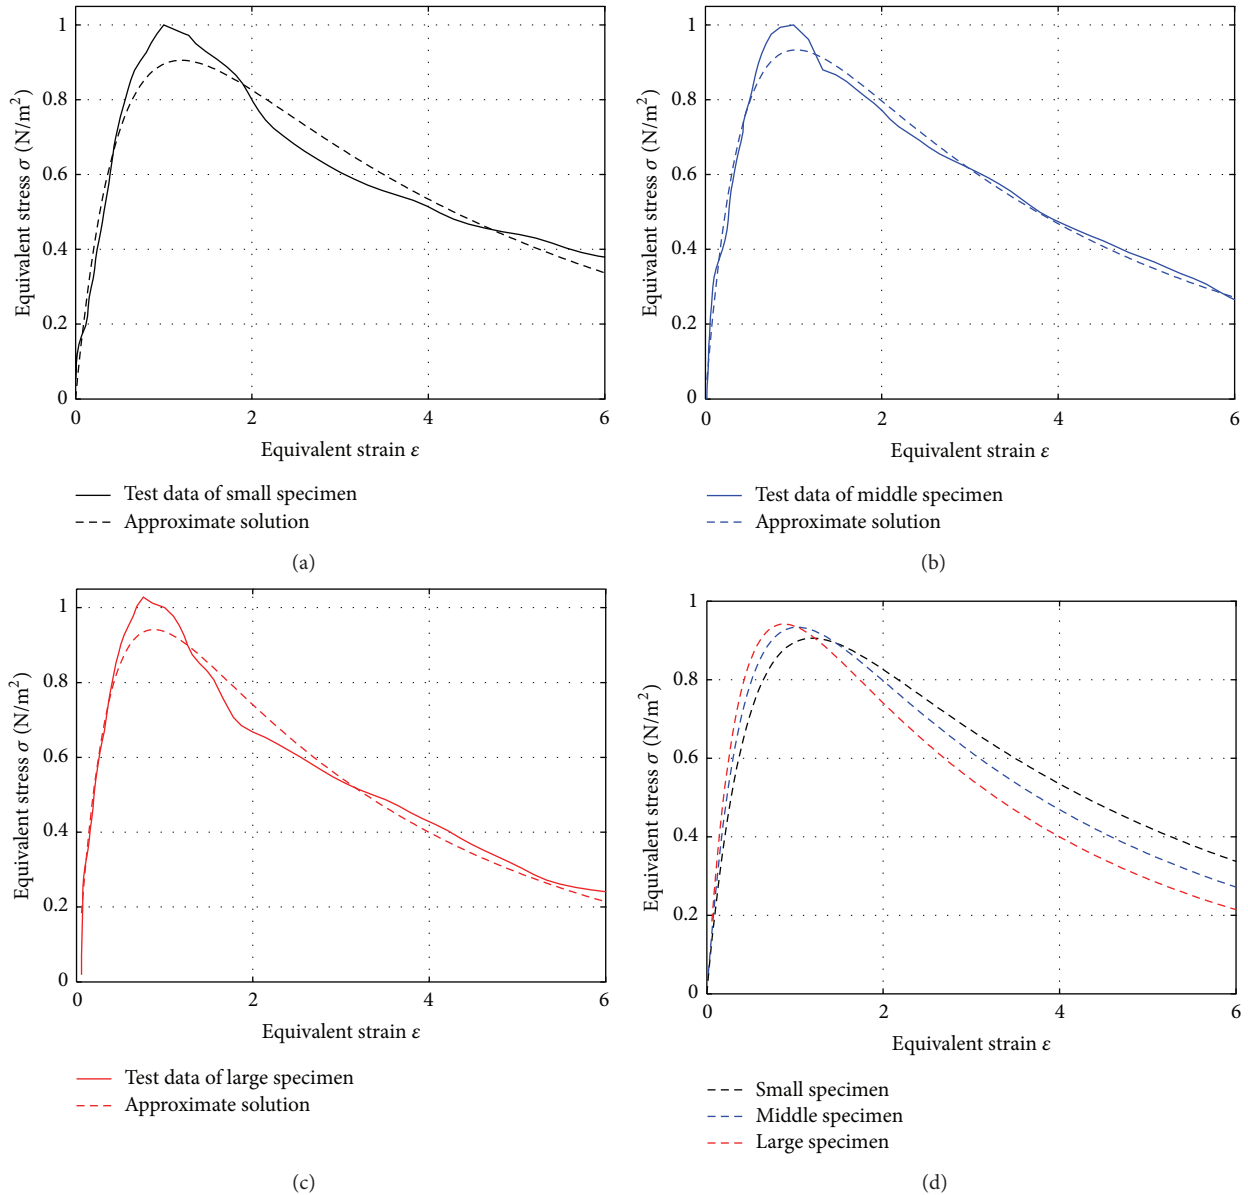 1
0.8
0.6
0.4
0.2
0
0
2
4
6
Equivalent stress σ (N/m²)
Equivalent strain ε
Test data of small specimen
Approximate solution
(a)
1
0.8
0.6
0.4
0.2
0
0
2
4
6
Equivalent stress σ (N/m²)
Equivalent strain ε
Test data of middle specimen
Approximate solution
(b)
1
0.8
0.6
0.4
0.2
0
0
2
4
6
Equivalent stress σ (N/m²)
Equivalent strain ε
Test data of large specimen
Approximate solution
(c)
1
0.8
0.6
0.4
0.2
0
0
2
4
6
Equivalent stress σ (N/m²)
Equivalent strain ε
Small specimen
Middle specimen
Large specimen
(d)